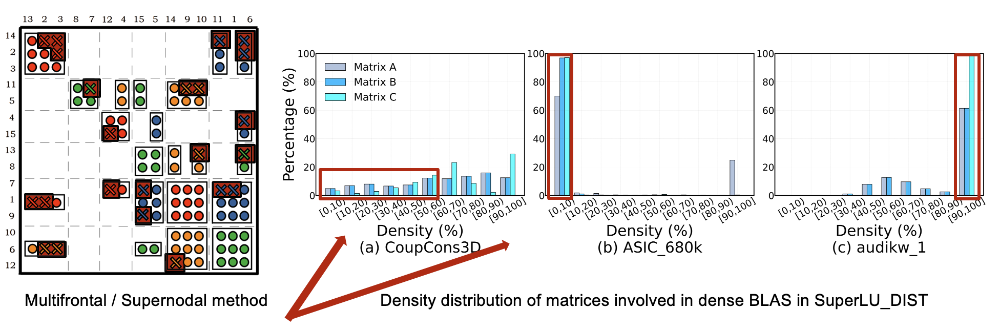 13 2 3 8 7 12 4 15 5 14 9 10 11 1 6
14
2
3
11
5
4
15
13
8
7
1
9
10
6
12
Multifrontal / Supernodal method
Percentage (%)
100
80
60
40
20
0
Matrix A
Matrix B
Matrix C
[0,10) [10,20) [20,30) [30,40) [40,50) [50,60) [60,70) [70,80) [80,90) [90,100]
Density (%)
(a) CoupCons3D
100
80
60
40
20
0
[0,10) [10,20) [20,30) [30,40) [40,50) [50,60) [60,70) [70,80) [80,90) [90,100]
Density (%)
(b) ASIC_680k
100
80
60
40
20
0
[0,10) [10,20) [20,30) [30,40) [40,50) [50,60) [60,70) [70,80) [80,90) [90,100]
Density (%)
(c) audikw_1
Density distribution of matrices involved in dense BLAS in SuperLU_DIST